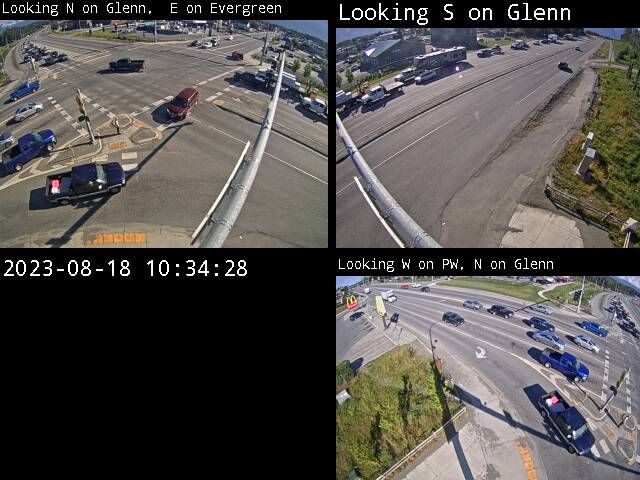 Looking N on Glenn, E on Evergreen
Looking S on Glenn
2023-08-18 10:34:28
Looking W on PW, N on Glenn